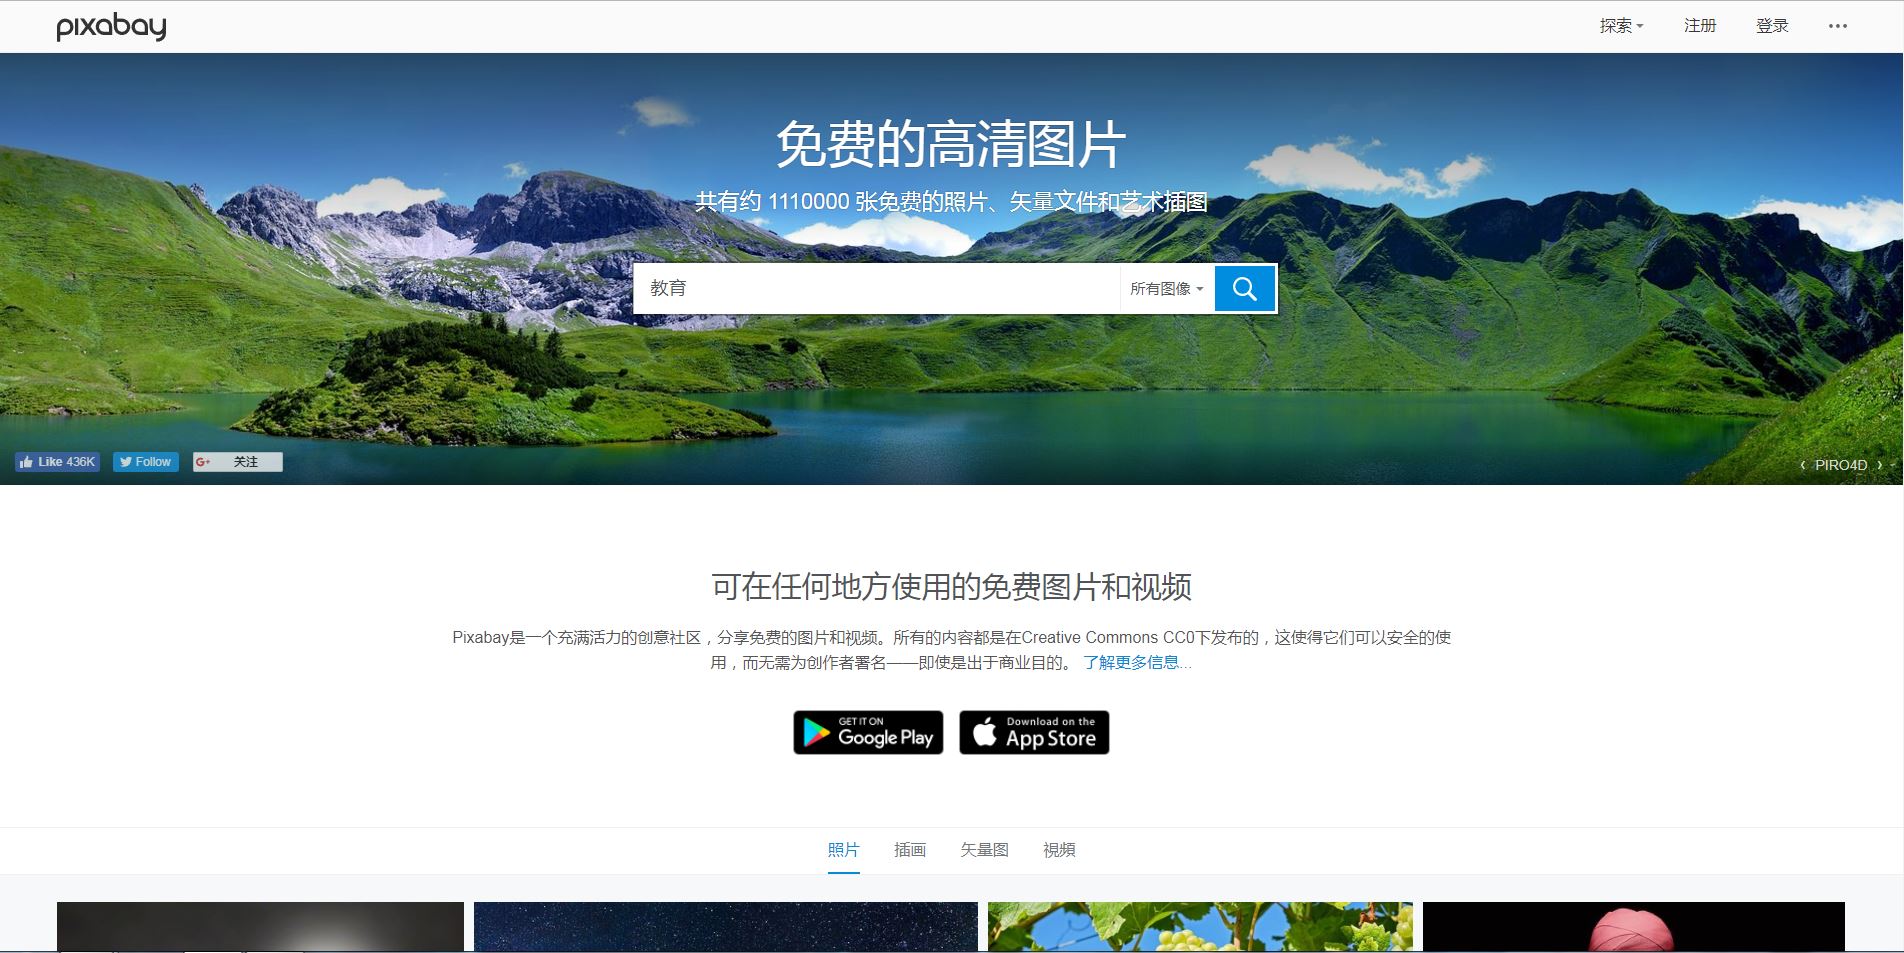 pixabay
探索 注册 登录 •••
免费的高清图片
共有约 1110000 张免费的照片、矢量文件和艺术插图
教育 所有图像
Like 436K Follow G+ 关注
‹ PIRO4D ›
可在任何地方使用的免费图片和视频
Pixabay是一个充满活力的创意社区，分享免费的图片和视频。所有的内容都是在Creative Commons CC0下发布的，这使得它们可以安全的使
用，而无需为创作者署名——即使是出于商业目的。 了解更多信息...
GET IT ON
Google Play
Download on the
App Store
照片 插画 矢量图 視頻